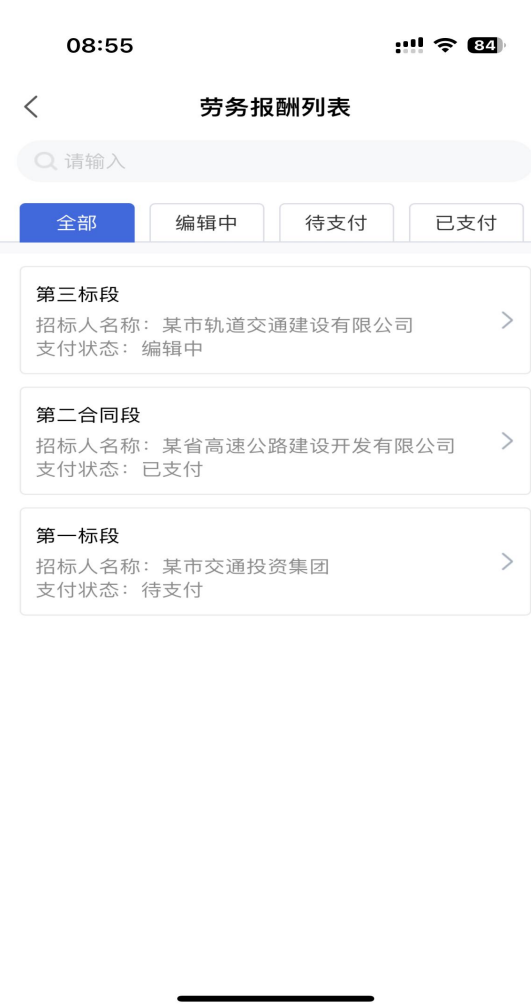 08:55
84
劳务报酬列表
请输入
全部 编辑中 待支付 已支付
第三标段
招标人名称：某市轨道交通建设有限公司
支付状态：编辑中
第二合同段
招标人名称：某省高速公路建设开发有限公司
支付状态：已支付
第一标段
招标人名称：某市交通投资集团
支付状态：待支付